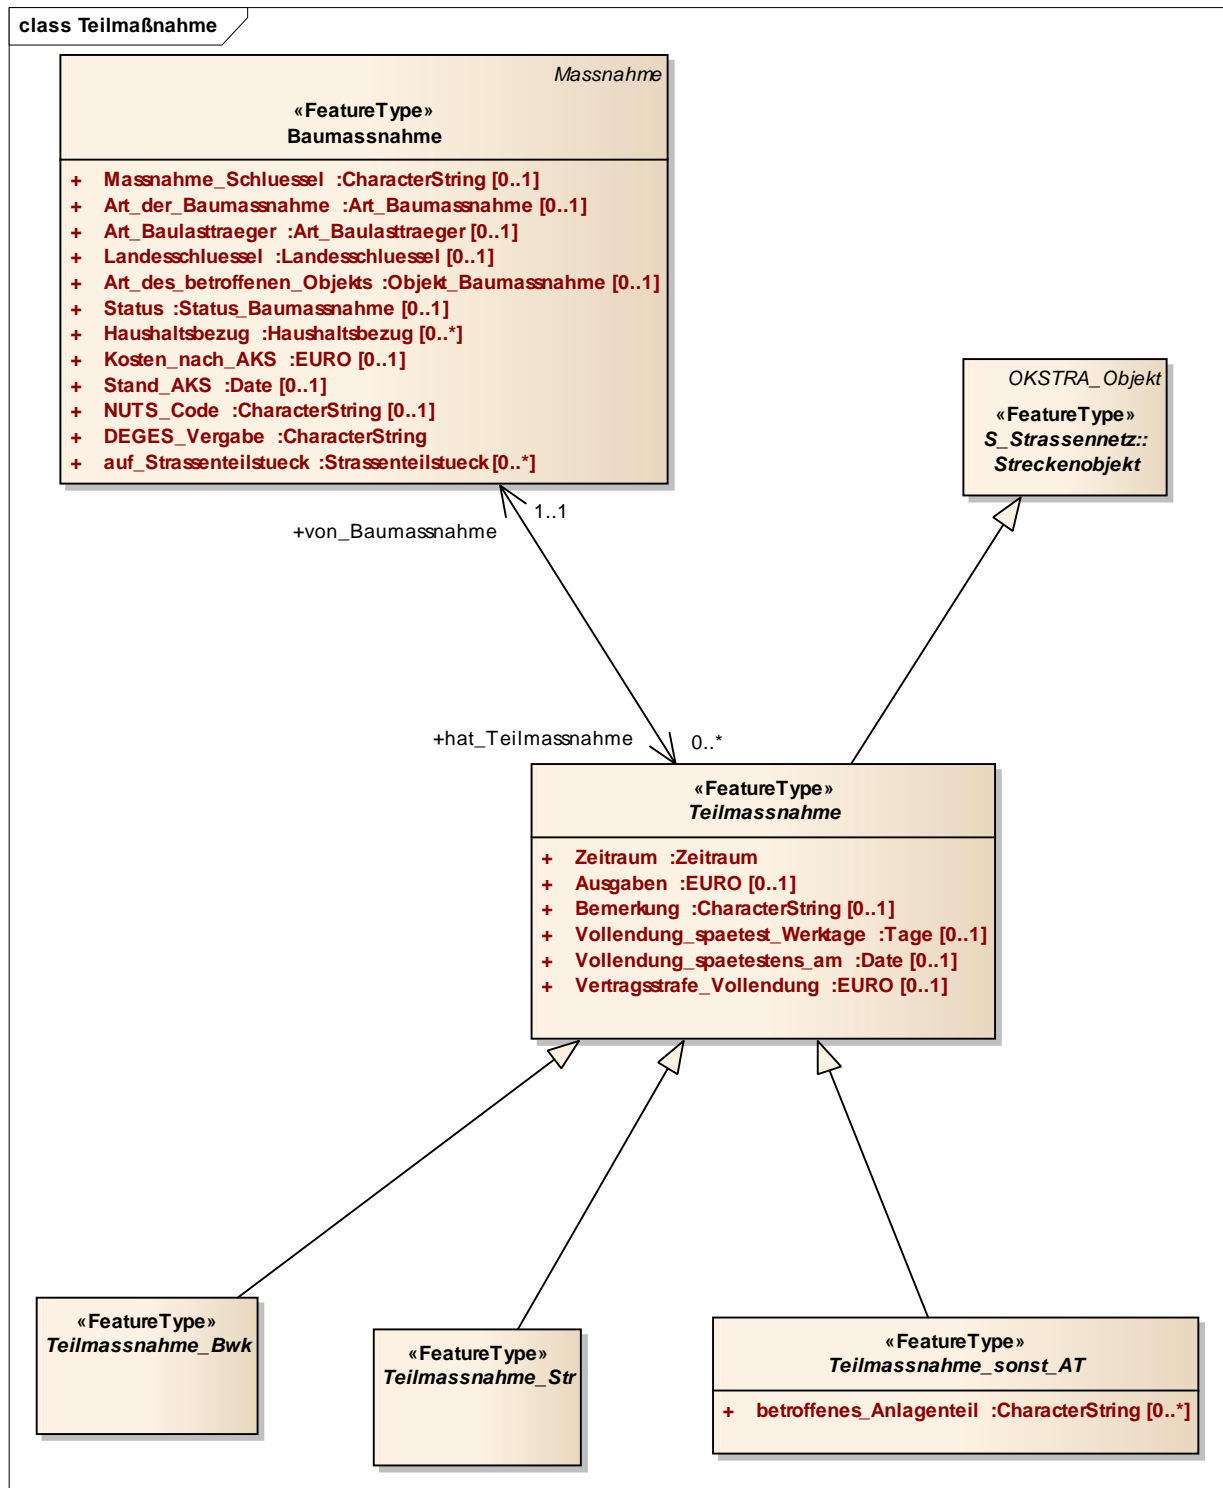 class Teilmaßnahme
Massnahme
«FeatureType»
Baumassnahme
+ Massnahme_Schluessel :CharacterString [0..1]
+ Art_der_Baumassnahme :Art_Baumassnahme [0..1]
+ Art_Baulasttraeger :Art_Baulasttraeger [0..1]
+ Landesschluessel :Landesschluessel [0..1]
+ Art_des_betroffenen_Objekts :Objekt_Baumassnahme [0..1]
+ Status :Status_Baumassnahme [0..1]
+ Haushaltsbezug :Haushaltsbezug [0..*]
+ Kosten_nach_AKS :EURO [0..1]
+ Stand_AKS :Date [0..1]
+ NUTS_Code :CharacterString [0..1]
+ DEGES_Vergabe :CharacterString
+ auf_Strassenteilstueck :Strassenteilstueck [0..*]
OKSTRA_Objekt
«FeatureType»
S_Strassennetz::
Streckenobjekt
1..1
+von_Baumassnahme
+hat_Teilmassnahme 0..*
«FeatureType»
Teilmassnahme
+ Zeitraum :Zeitraum
+ Ausgaben :EURO [0..1]
+ Bemerkung :CharacterString [0..1]
+ Vollendung_spaetest_Werktage :Tage [0..1]
+ Vollendung_spaetestens_am :Date [0..1]
+ Vertragsstrafe_Vollendung :EURO [0..1]
«FeatureType»
Teilmassnahme_Bwk
«FeatureType»
Teilmassnahme_Str
«FeatureType»
Teilmassnahme_sonst_AT
+ betroffenes_Anlagenteil :CharacterString [0..*]